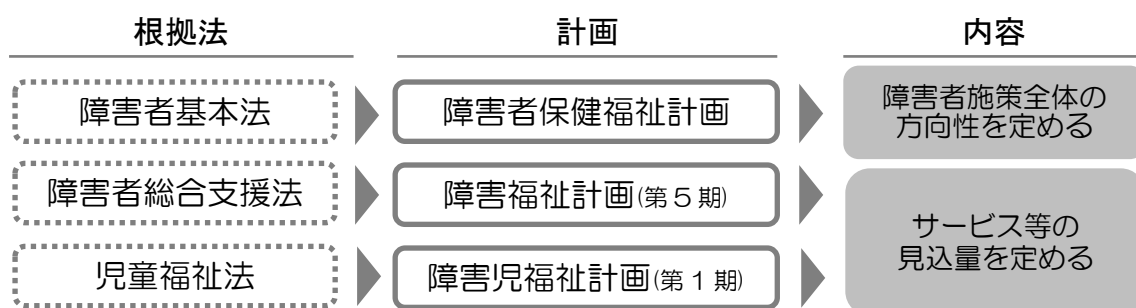 根拠法 計画 内容
障害者基本法 障害者保健福祉計画 障害者施策全体の
方向性を定める
障害者総合支援法 障害福祉計画(第5期) サービス等の
見込量を定める
児童福祉法 障害児福祉計画(第1期)